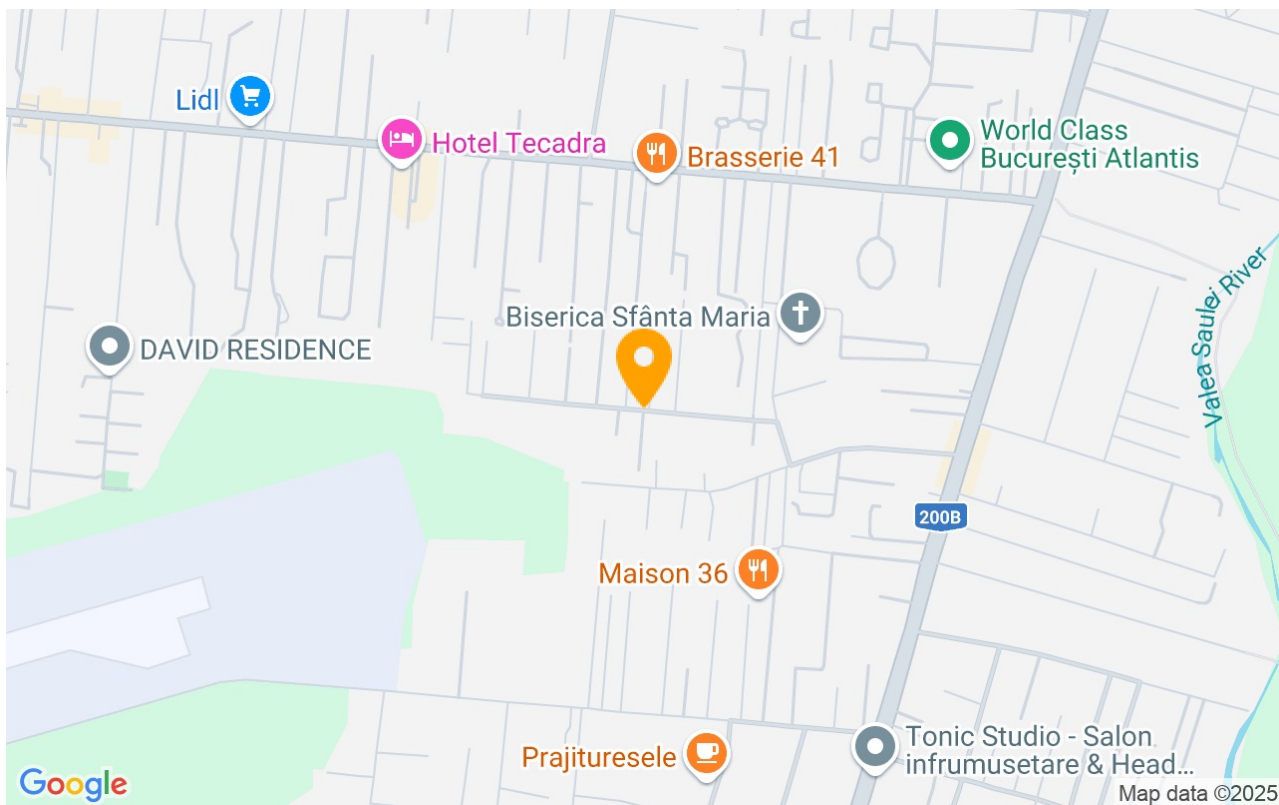 Lidl
Hotel Tecadra
Brasserie 41
World Class
București Atlantis
Biserica Sfânta Maria
DAVID RESIDENCE
Valea Saulei River
200B
Maison 36
Prajituresele
Tonic Studio - Salon
infrumusetare & Head...
Google
Map data ©2025